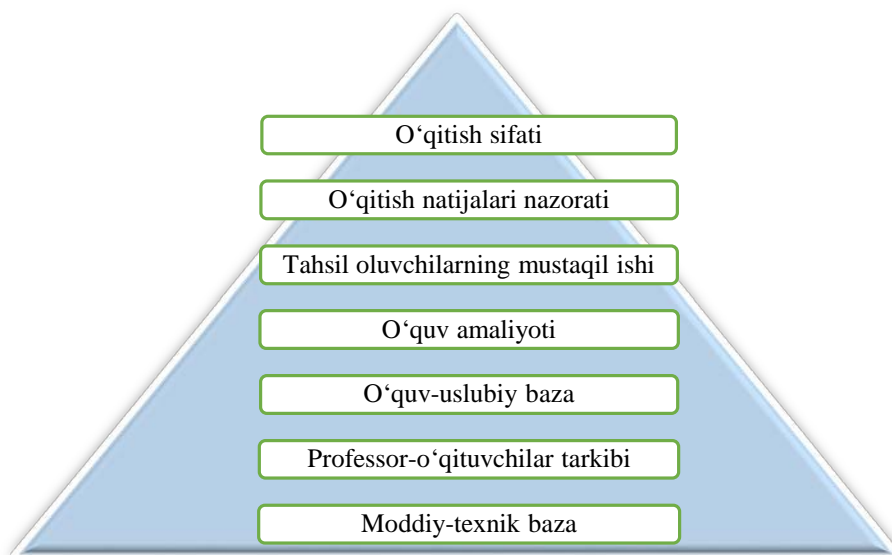 O‘qitish sifati
O‘qitish natijalari nazorati
Tahsil oluvchilarning mustaqil ishi
O‘quv amaliyoti
O‘quv-uslubiy baza
Professor-o‘qituvchilar tarkibi
Moddiy-texnik baza